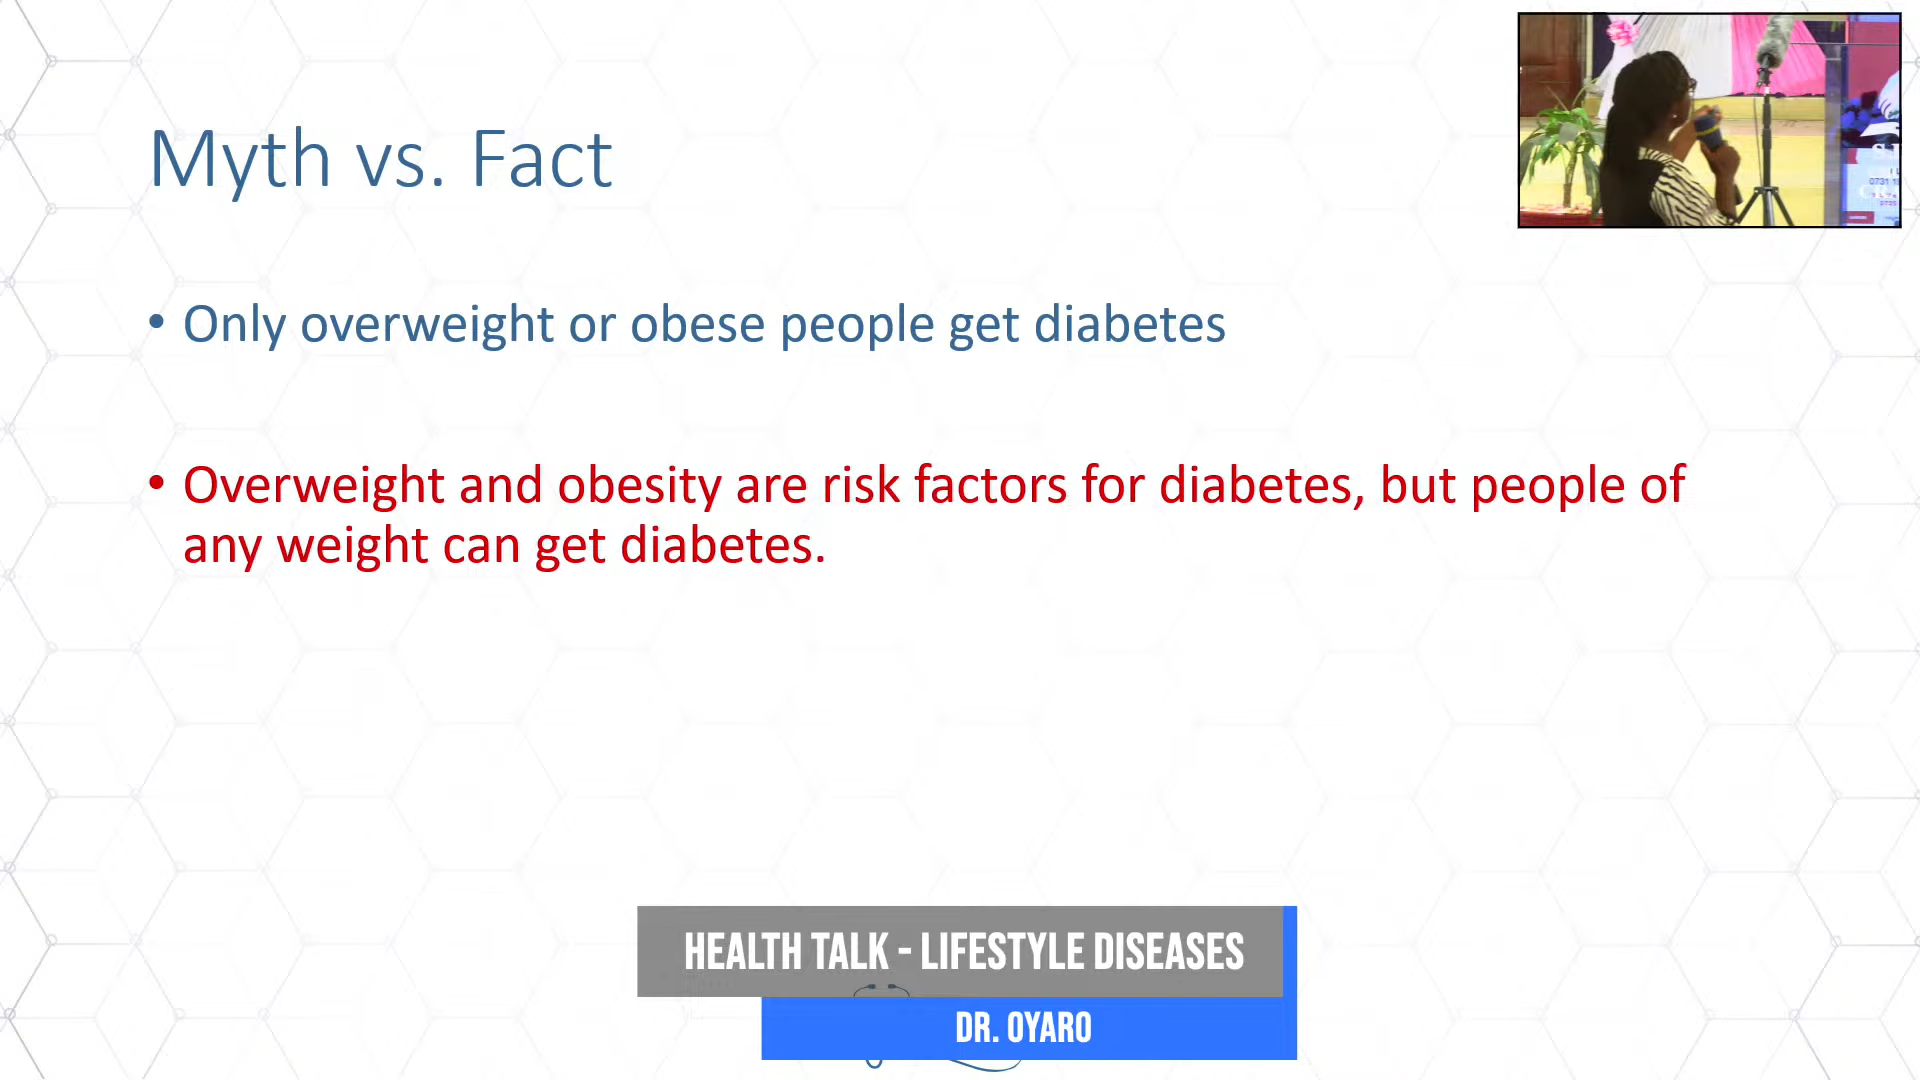 Myth vs. Fact
• Only overweight or obese people get diabetes
• Overweight and obesity are risk factors for diabetes, but people of
any weight can get diabetes.
HEALTH TALK - LIFESTYLE DISEASES
DR. OYARO